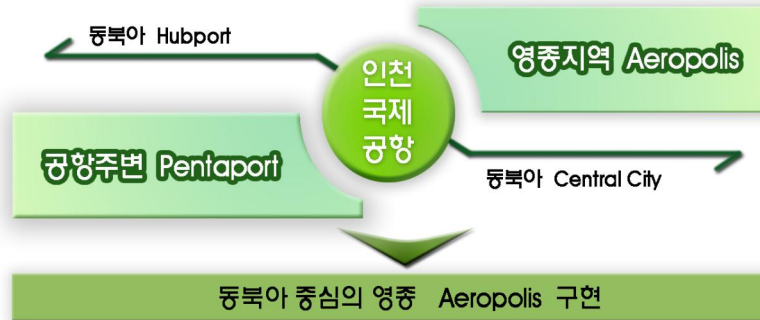 동북아 Hubport
영종지역 Aeropolis
인천
국제
공항
공항주변 Pentaport
동북아 Central City
동북아 중심의 영종 Aeropolis 구현